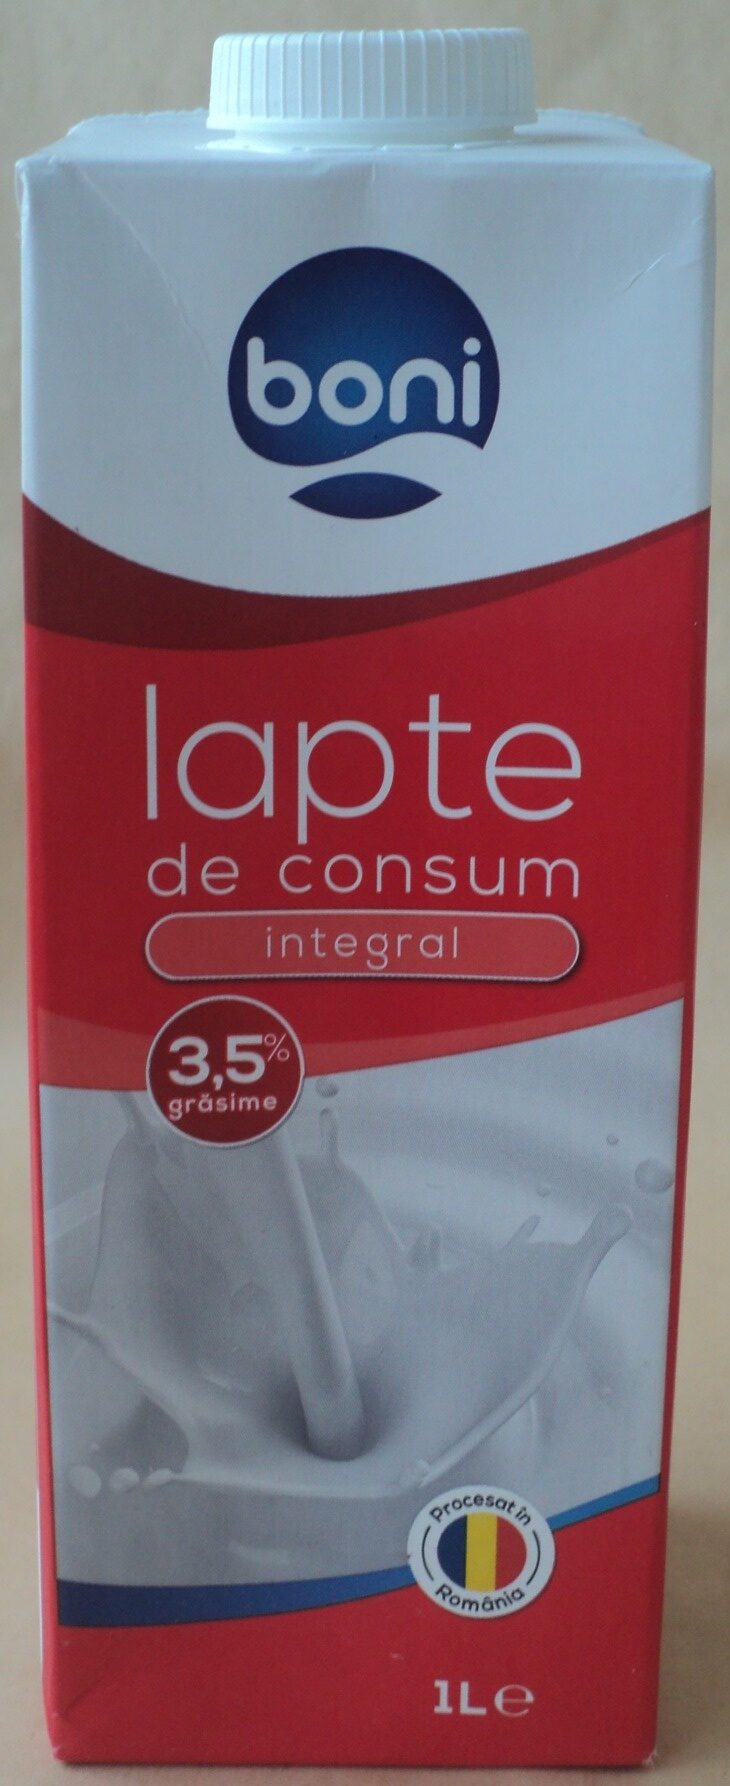 boni
lapte
de consum
integral
3,5%
grăsime
Procesat în
România
1L e